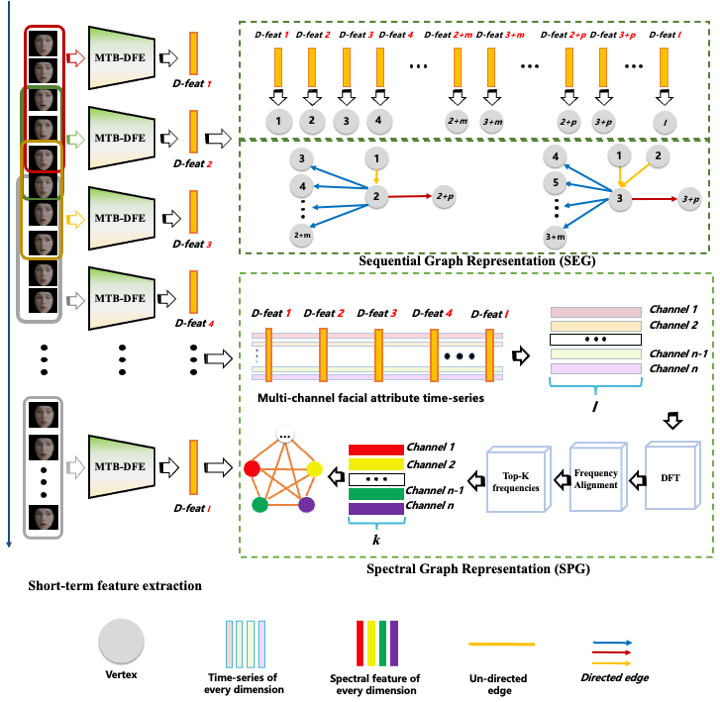 MTB-DFE
D-feat 1
MTB-DFE
D-feat 2
MTB-DFE
D-feat 3
MTB-DFE
D-feat 4
MTB-DFE
D-feat I
Short-term feature extraction
D-feat 1 D-feat 2 D-feat 3 D-feat 4 D-feat 2+m D-feat 3+m D-feat 2+p D-feat 3+p D-feat I
1 2 3 4 2+m 3+m 2+p 3+p I
3 1 4 2 2+p 2+m
4 1 2 5 3 3+p 3+m
Sequential Graph Representation (SEG)
D-feat 1 D-feat 2 D-feat 3 D-feat 4 D-feat I
Multi-channel facial attribute time-series
Channel 1
Channel 2
Channel n-1
Channel n
I
DFT
Frequency
Alignment
Top-K
frequencies
Channel 1
Channel 2
Channel n-1
Channel n
k
Spectral Graph Representation (SPG)
Vertex
Time-series of
every dimension
Spectral feature of
every dimension
Un-directed
edge
Directed edge